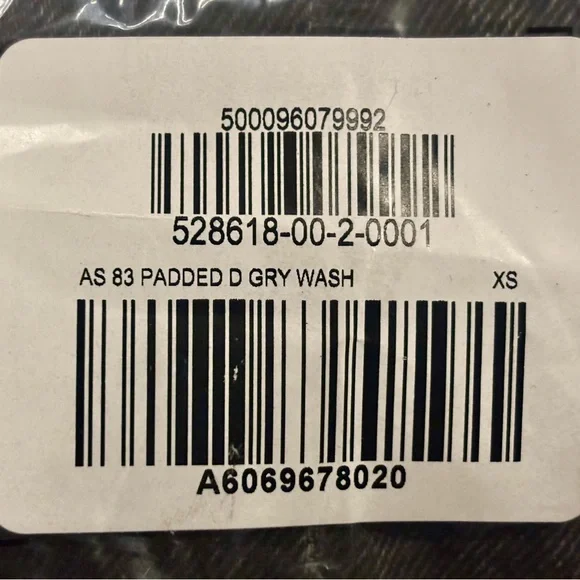 500096079992
528618-00-2-0001
AS 83 PADDED D GRY WASH XS
A6069678020